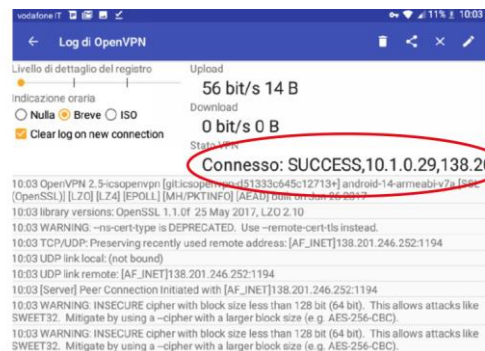 vodafone IT 11% 10:03
Log di OpenVPN
Livello di dettaglio del registro
Upload
56 bit/s 14 B
Indicazione oraria
Download
Nulla Breve ISO
0 bit/s 0 B
Clear log on new connection
Stato VPN
Connesso: SUCCESS,10.1.0.29,138.20
10:03 OpenVPN 2.5-icsopenvpn [git:icsopenvpn-d51333c645c12713+] android-14-armeabi-v7a [SSL
(OpenSSL)] [LZO] [LZ4] [EPOLL] [MH/PKTINFO] [AEAD] built on Jun 26 2017
10:03 library versions: OpenSSL 1.1.0f 25 May 2017, LZO 2.10
10:03 WARNING: --ns-cert-type is DEPRECATED. Use --remote-cert-tls instead.
10:03 TCP/UDP: Preserving recently used remote address: [AF_INET]138.201.246.252:1194
10:03 UDP link local: (not bound)
10:03 UDP link remote: [AF_INET]138.201.246.252:1194
10:03 [Server] Peer Connection Initiated with [AF_INET]138.201.246.252:1194
10:03 WARNING: INSECURE cipher with block size less than 128 bit (64 bit). This allows attacks like
SWEET32. Mitigate by using a --cipher with a larger block size (e.g. AES-256-CBC).
10:03 WARNING: INSECURE cipher with block size less than 128 bit (64 bit). This allows attacks like
SWEET32. Mitigate by using a --cipher with a larger block size (e.g. AES-256-CBC).